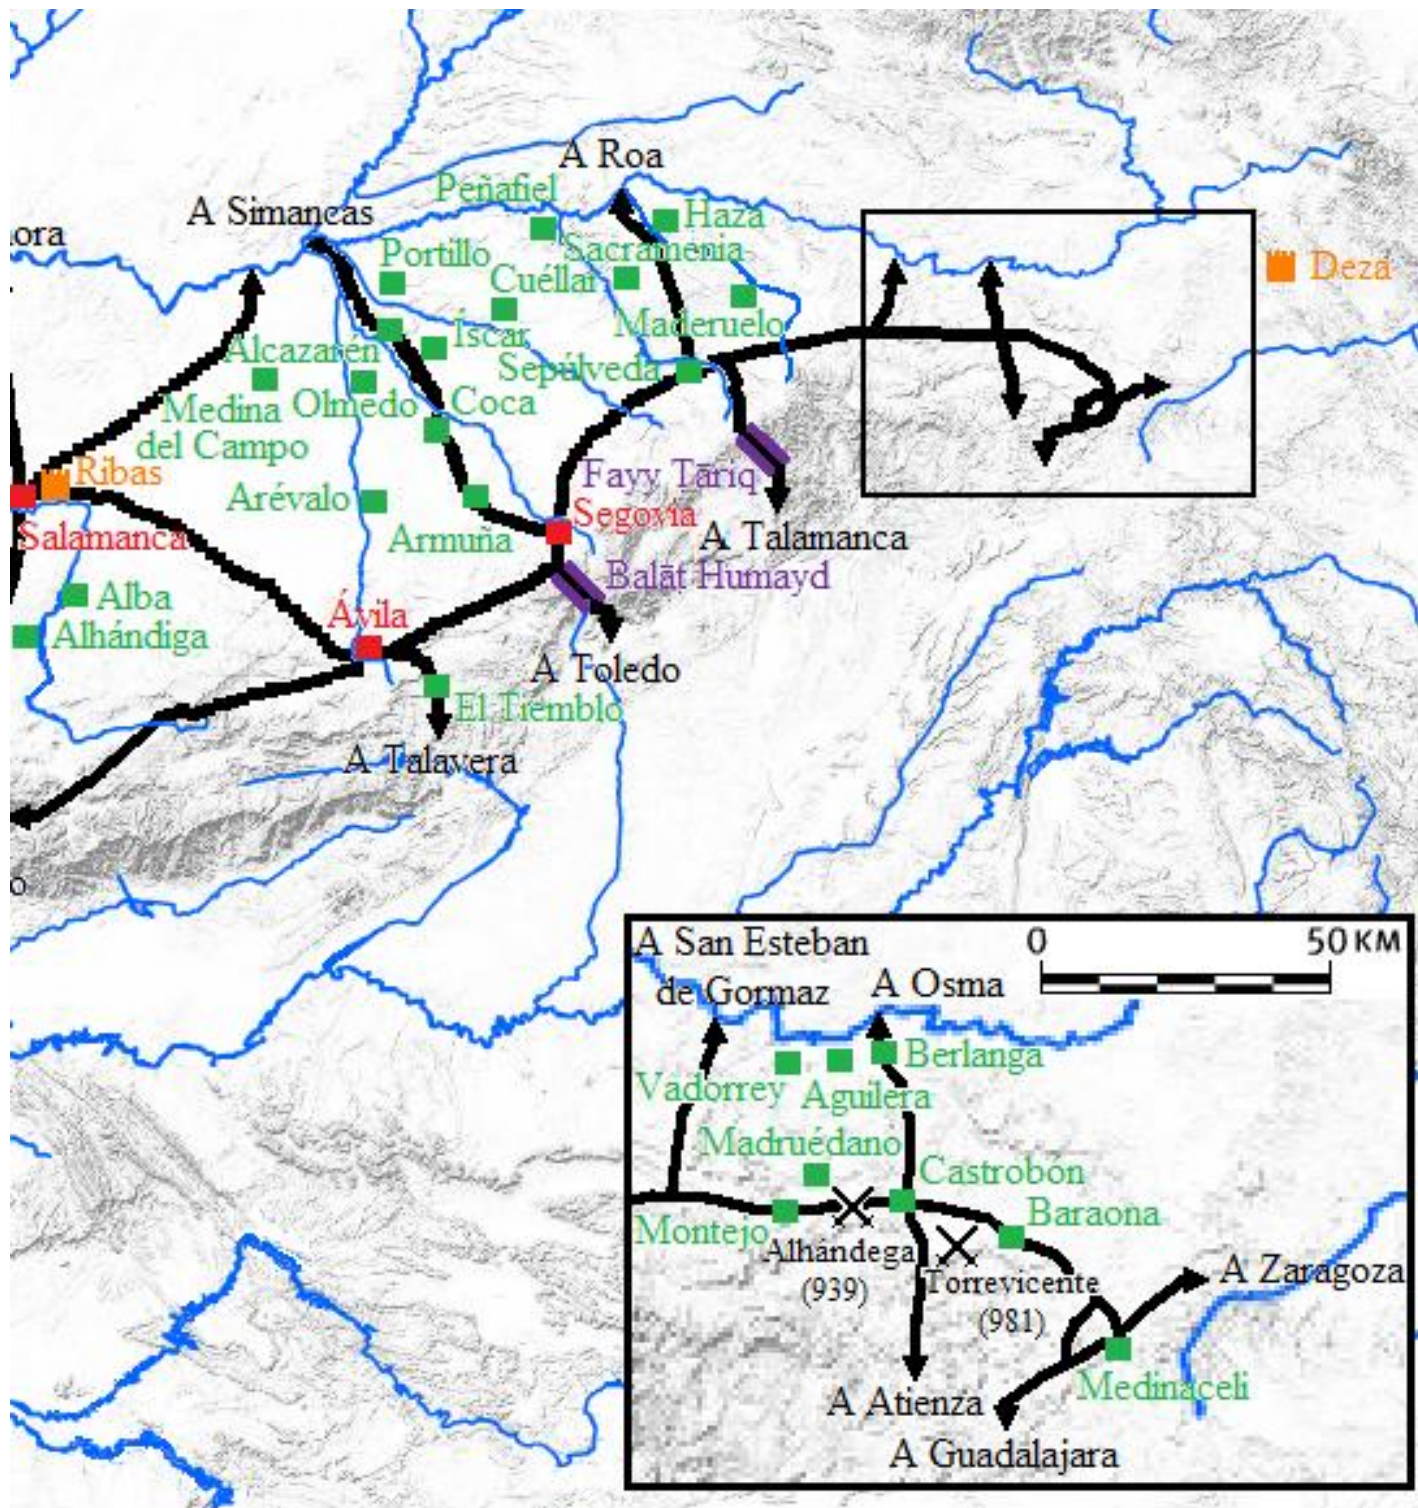 A Roa
Peñafiel
A Simancas
Haza
ora
Sacramenia
Portillo
Deza
Cuéllar
Maderuelo
Íscar
Alcazarén
Sepúlveda
Medina
del Campo
Olmedo
Coca
Ribas
Fayy Tāriq
Arévalo
Segovia
Salamanca
Armuña
A Talamanca
Balāt Humayd
Alba
Ávila
Alhándiga
A Toledo
El Tiemblo
A Talavera
o
A San Esteban
de Gormaz
A Osma
0
50 KM
Berlanga
Vadorrey
Aguilera
Madruédano
Castrobón
Baraona
Montejo
Alhándega
(939)
Torrevicente
(981)
A Zaragoza
Medinaceli
A Atienza
A Guadalajara